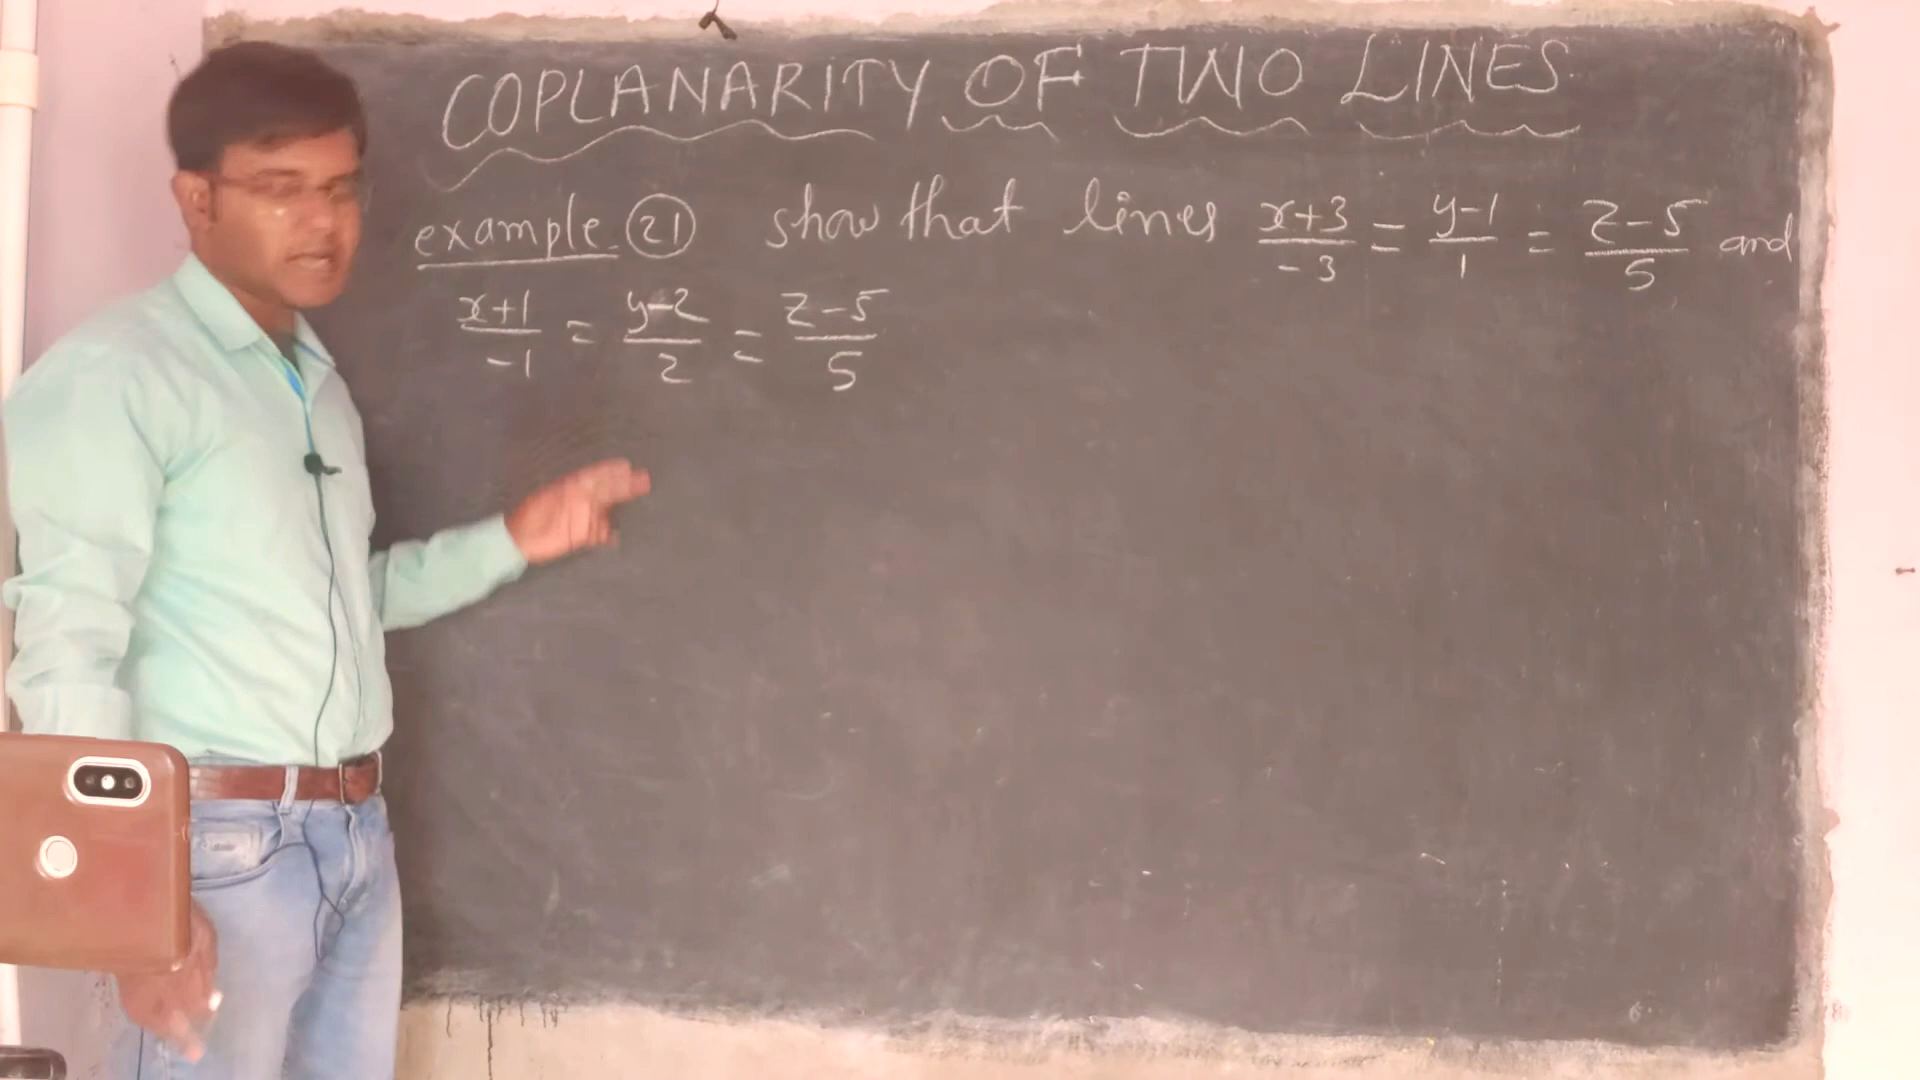 COPLANARITY OF TWO LINES
example. (21) show that lines x+3/-3 = y-1/1 = z-5/5 and
x+1/-1 = y-2/2 = z-5/5